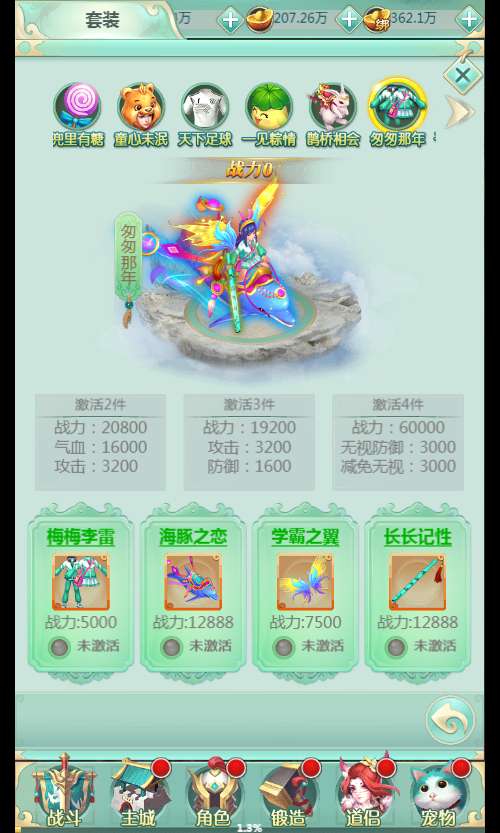 套装 万 207.26万 绑 362.1万
兜里有糖 童心未泯 天下足球 一见粽情 鹊桥相会 匆匆那年
战力0
匆匆那年
激活2件 激活3件 激活4件
战力：20800 战力：19200 战力：60000
气血：16000 攻击：3200 无视防御：3000
攻击：3200 防御：1600 减免无视：3000
梅梅李雷 海豚之恋 学霸之翼 长长记性
战力:5000 战力:12888 战力:7500 战力:12888
未激活 未激活 未激活 未激活
战斗 主城 角色 锻造 道侣 宠物
1.3%